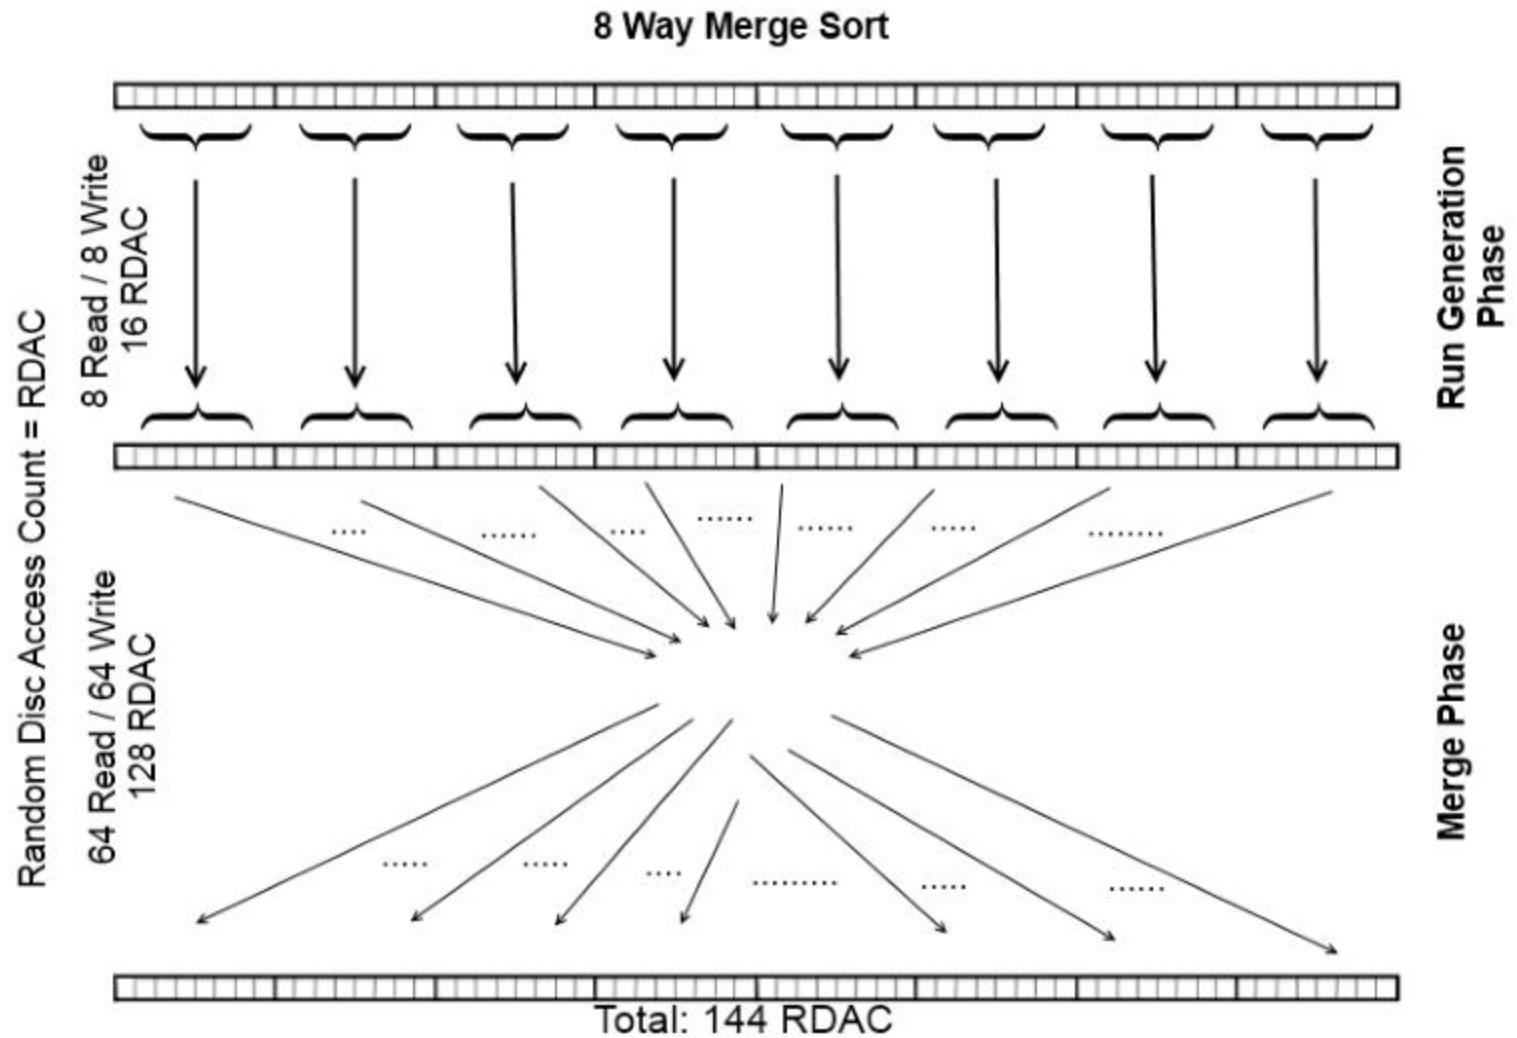 8 Way Merge Sort
Random Disc Access Count = RDAC
8 Read / 8 Write
16 RDAC
Run Generation
Phase
64 Read / 64 Write
128 RDAC
Merge Phase
Total: 144 RDAC